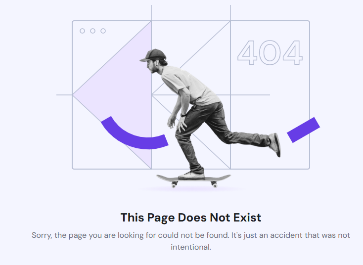 404
This Page Does Not Exist
Sorry, the page you are looking for could not be found. It's just an accident that was not
intentional.